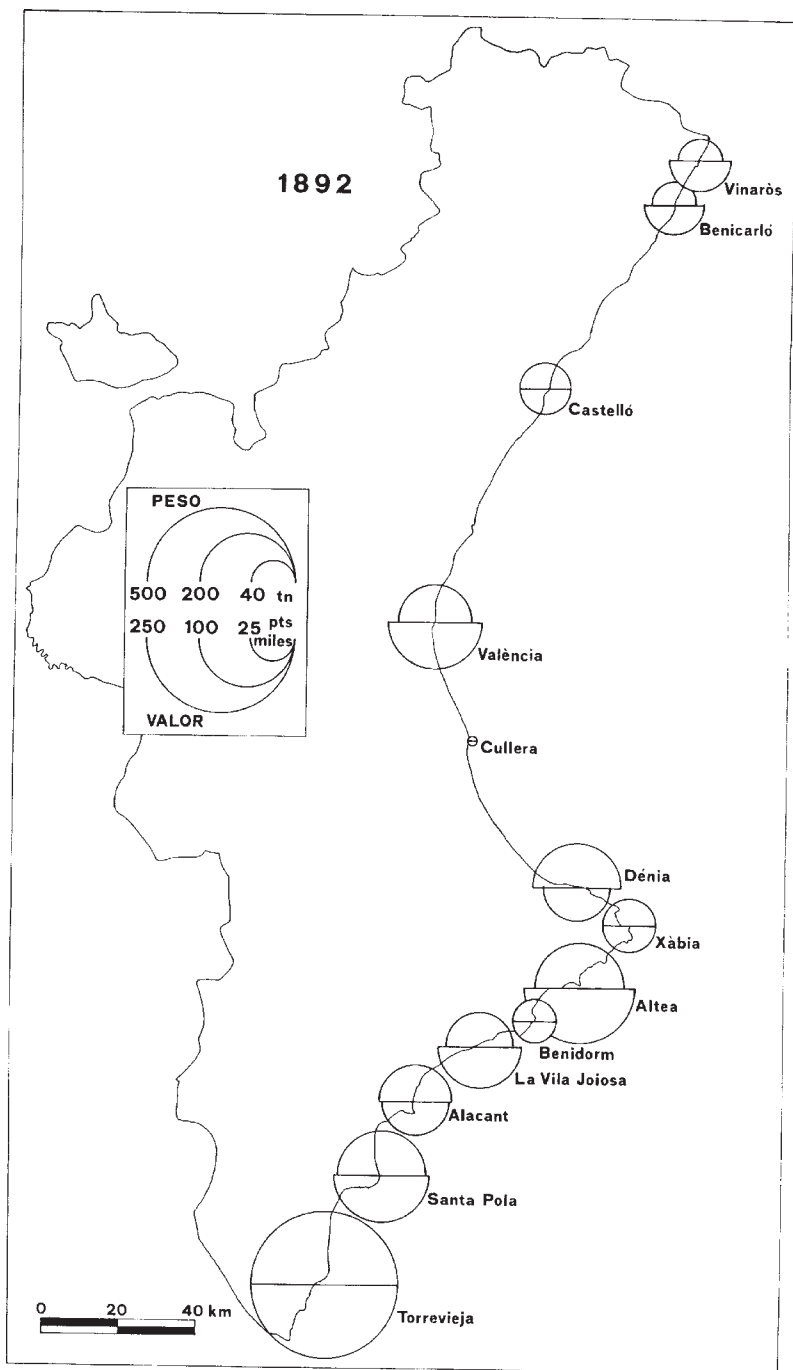 1892
Vinaròs
Benicarló
Castelló
PESO
500 200 40 tn
250 100 25 pts
miles
VALOR
València
Cullera
Dénia
Xàbia
Altea
Benidorm
La Vila Joiosa
Alacant
Santa Pola
Torrevieja
0 20 40 km